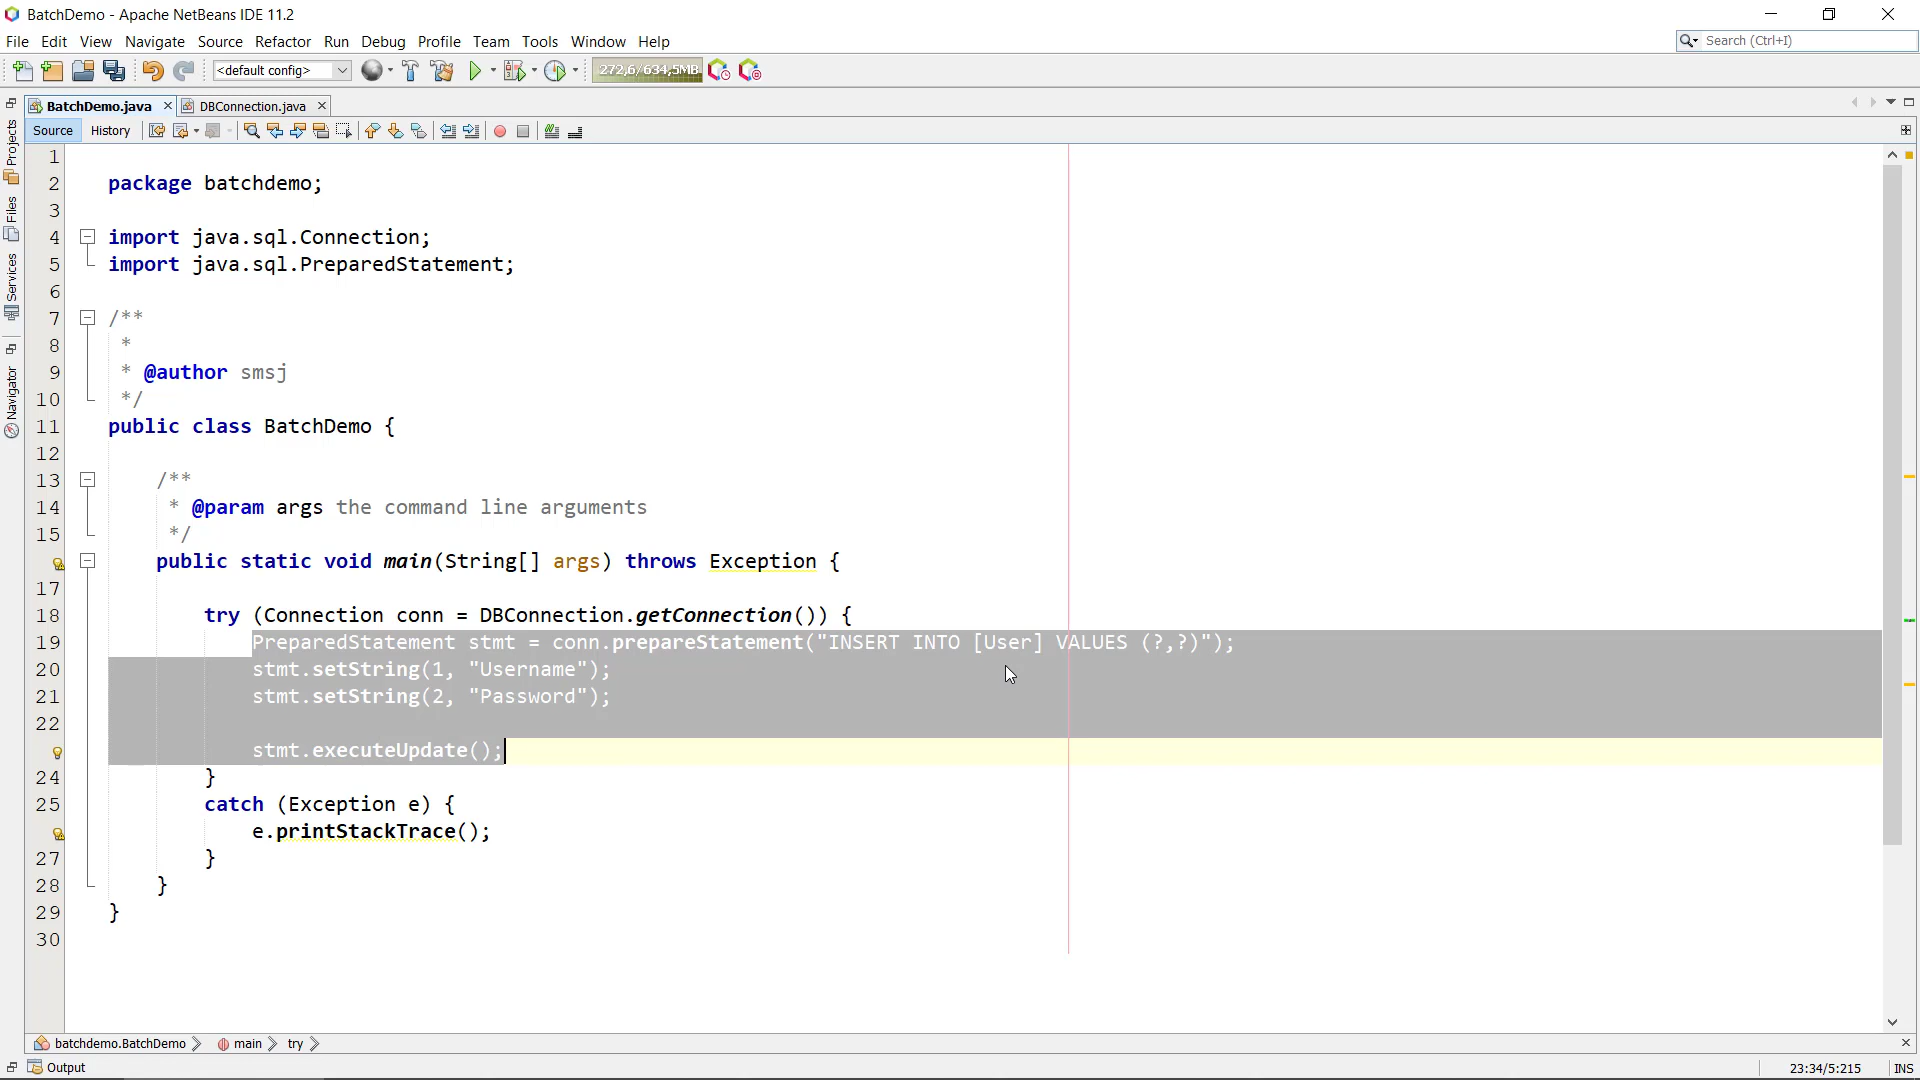 BatchDemo - Apache NetBeans IDE 11.2
File Edit View Navigate Source Refactor Run Debug Profile Team Tools Window Help
Search (Ctrl+I)
<default config>
272,6/634,5MB
BatchDemo.java DBConnection.java
Source History
Projects
Files
Services
Navigator
1
2 package batchdemo;
3
4 import java.sql.Connection;
5 import java.sql.PreparedStatement;
6
7 /**
8 *
9 * @author smsj
10 */
11 public class BatchDemo {
12
13 /**
14 * @param args the command line arguments
15 */
public static void main(String[] args) throws Exception {
17
18 try (Connection conn = DBConnection.getConnection()) {
19 PreparedStatement stmt = conn.prepareStatement("INSERT INTO [User] VALUES (?,?)");
20 stmt.setString(1, "Username");
21 stmt.setString(2, "Password");
22
stmt.executeUpdate();
24 }
25 catch (Exception e) {
e.printStackTrace();
27 }
28 }
29 }
30
batchdemo.BatchDemo main try
Output
23:34/5:215 INS